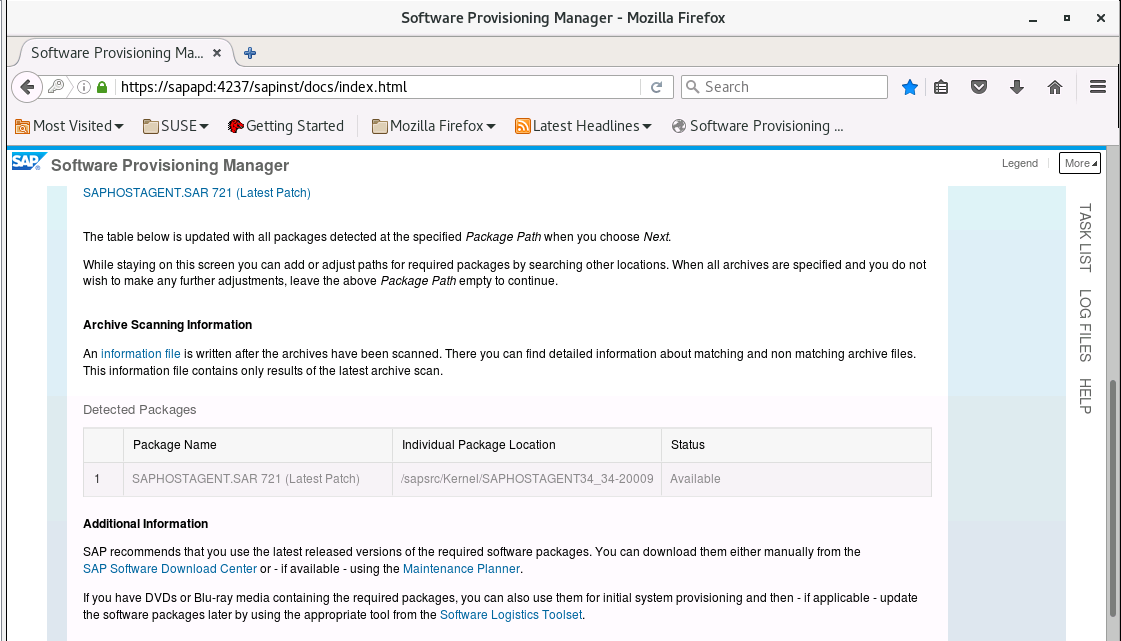 Software Provisioning Manager - Mozilla Firefox
Software Provisioning Ma...
https://sapapd:4237/sapinst/docs/index.html
Search
Most Visited
SUSE
Getting Started
Mozilla Firefox
Latest Headlines
Software Provisioning ...
SAP
Software Provisioning Manager
Legend
More
SAPHOSTAGENT.SAR 721 (Latest Patch)
The table below is updated with all packages detected at the specified Package Path when you choose Next.
While staying on this screen you can add or adjust paths for required packages by searching other locations. When all archives are specified and you do not
wish to make any further adjustments, leave the above Package Path empty to continue.
Archive Scanning Information
An information file is written after the archives have been scanned. There you can find detailed information about matching and non matching archive files.
This information file contains only results of the latest archive scan.
Detected Packages
Package Name
Individual Package Location
Status
1
SAPHOSTAGENT.SAR 721 (Latest Patch)
/sapsrc/Kernel/SAPHOSTAGENT34_34-20009
Available
Additional Information
SAP recommends that you use the latest released versions of the required software packages. You can download them either manually from the
SAP Software Download Center or - if available - using the Maintenance Planner.
If you have DVDs or Blu-ray media containing the required packages, you can also use them for initial system provisioning and then - if applicable - update
the software packages later by using the appropriate tool from the Software Logistics Toolset.
TASK LIST
LOG FILES
HELP